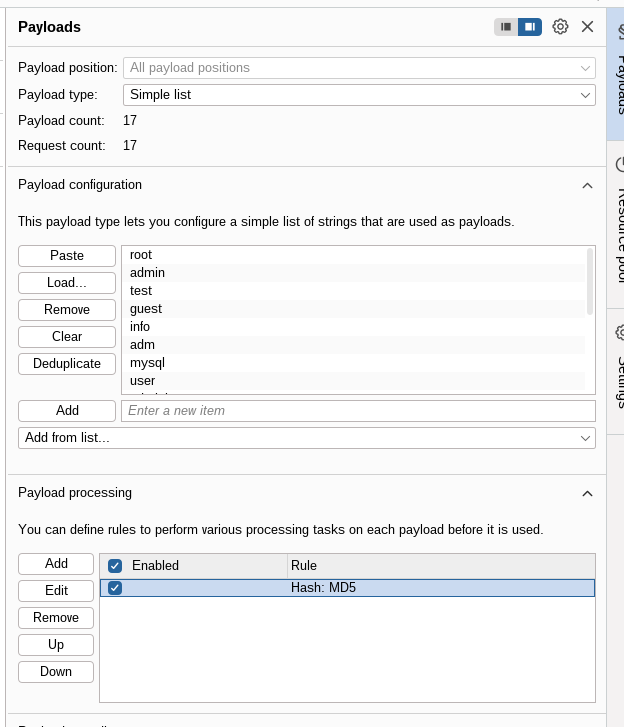 Payloads
Payload position: All payload positions
Payload type: Simple list
Payload count: 17
Request count: 17
Payload configuration
This payload type lets you configure a simple list of strings that are used as payloads.
Paste
Load...
Remove
Clear
Deduplicate
root
admin
test
guest
info
adm
mysql
user
Add
Enter a new item
Add from list...
Payload processing
You can define rules to perform various processing tasks on each payload before it is used.
Add
Edit
Remove
Up
Down
Enabled Rule
Hash: MD5
Payloads
Resource pool
Settings